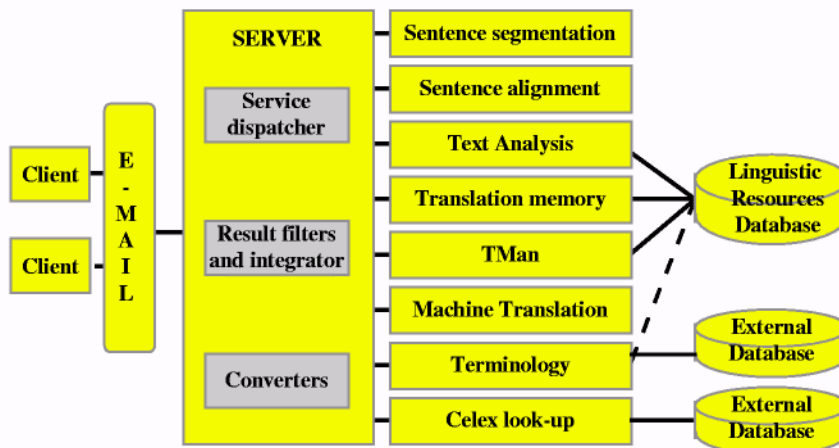 Client
Client
E
-
M
A
I
L
SERVER
Service
dispatcher
Result filters
and integrator
Converters
Sentence segmentation
Sentence alignment
Text Analysis
Translation memory
TMan
Machine Translation
Terminology
Celex look-up
Linguistic
Resources
Database
External
Database
External
Database